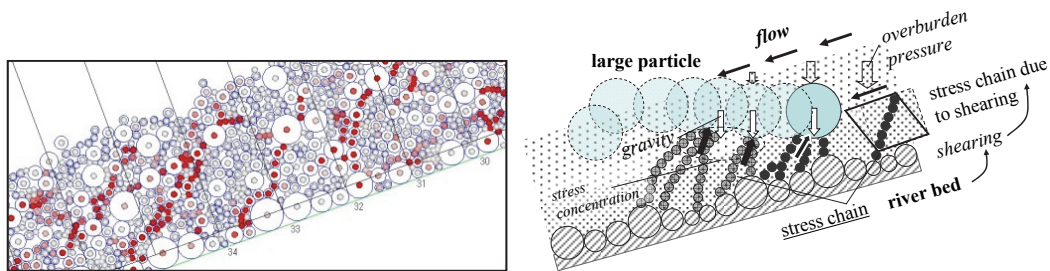 30
31
32
33
34
flow
overburden
pressure
large particle
stress chain due
to shearing
gravity
shearing
stress
concentration
river bed
stress chain